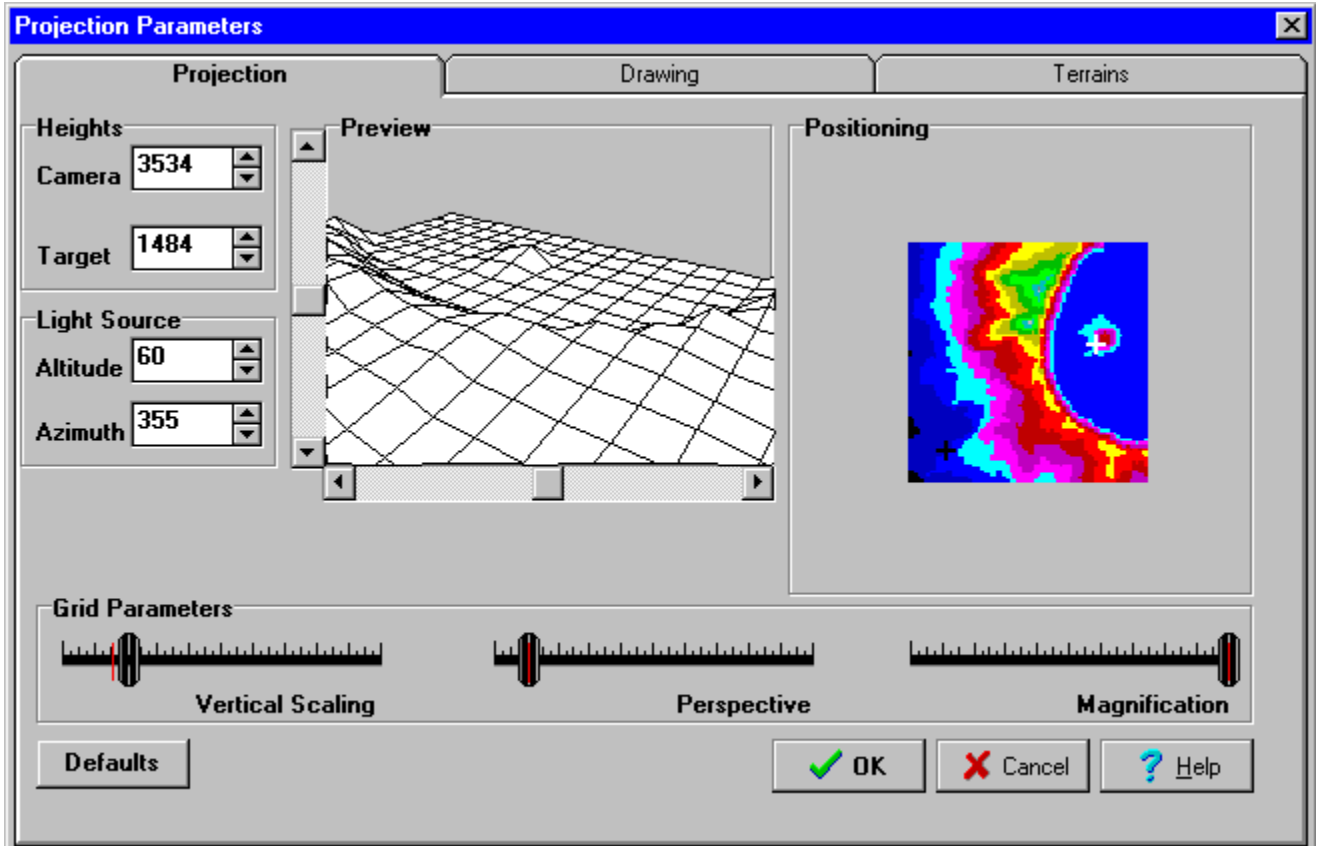 Projection Parameters
Projection
Drawing
Terrains
Heights
Camera 3534
Target 1484
Light Source
Altitude 60
Azimuth 355
Preview
Positioning
Grid Parameters
Vertical Scaling
Perspective
Magnification
Defaults
OK
Cancel
Help